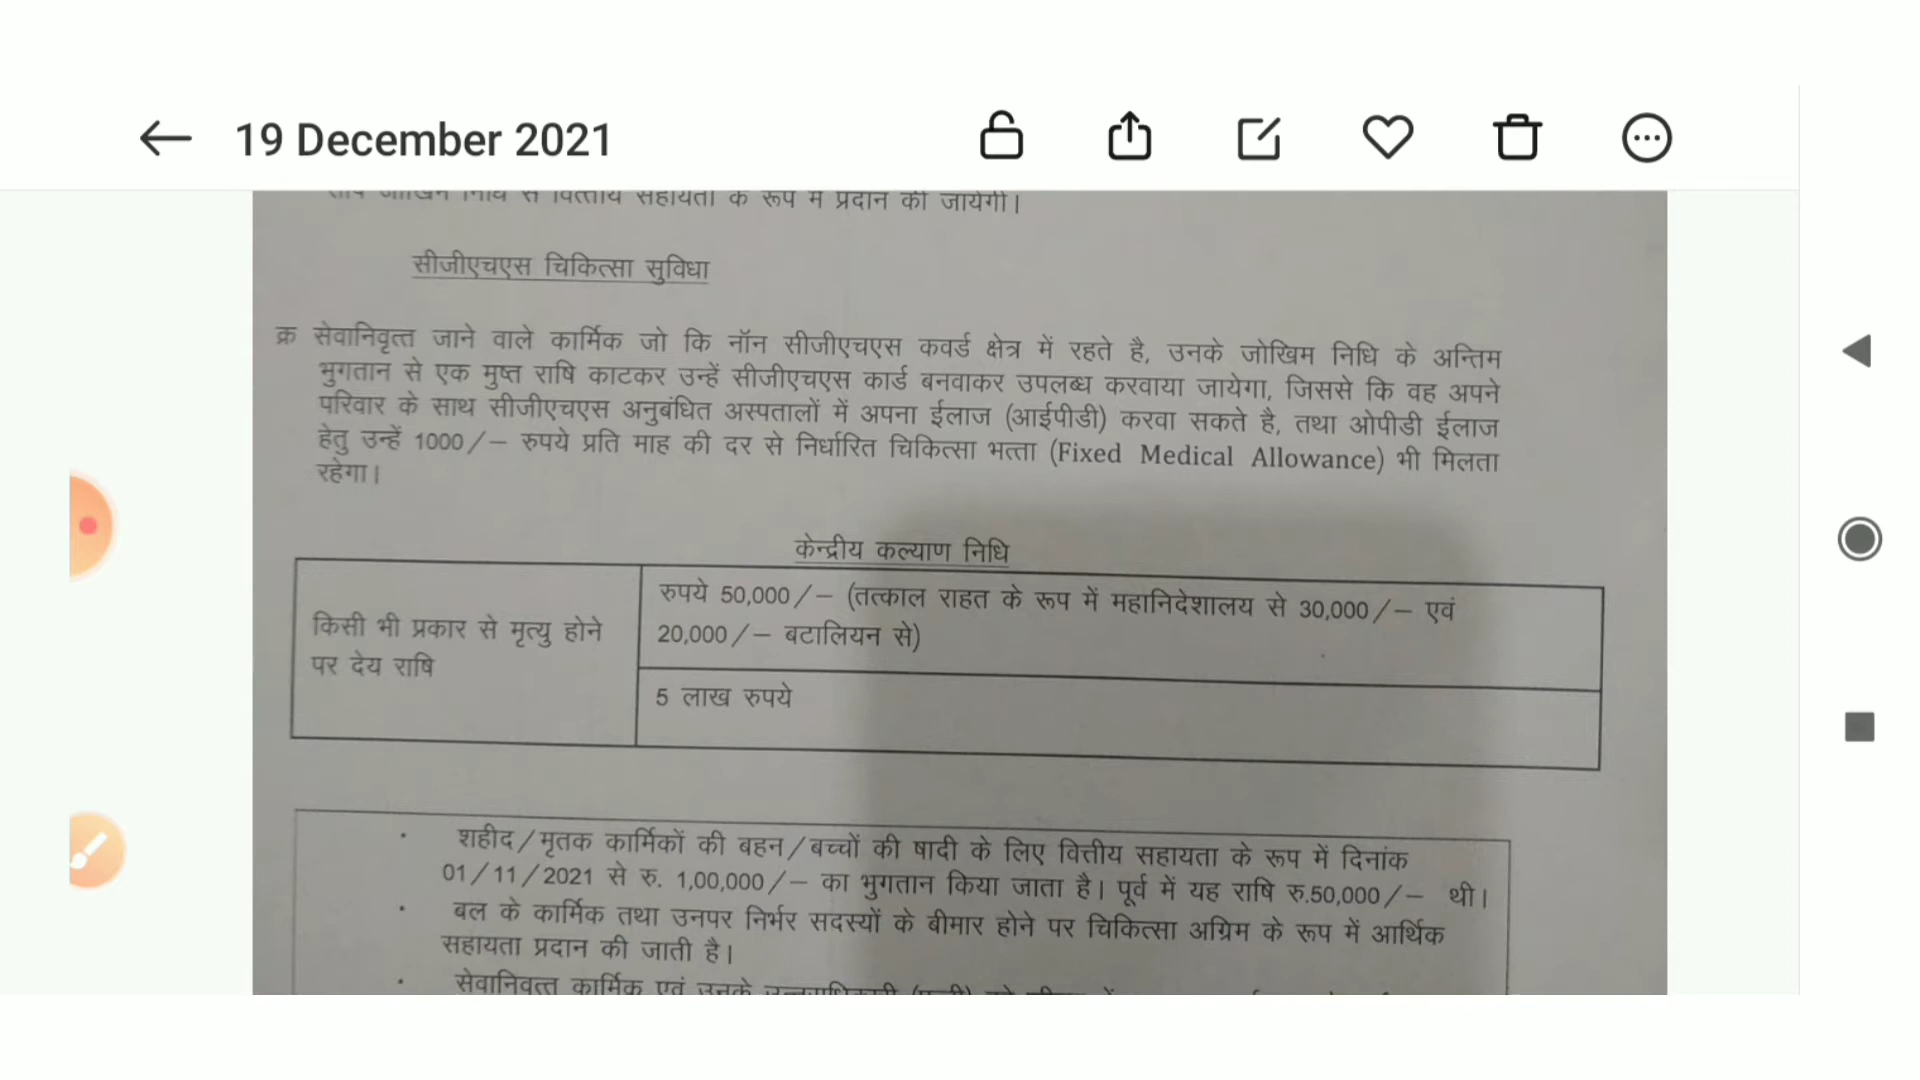 19 December 2021
जोखिम निधि से वित्तीय सहायता के रूप में प्रदान की जायेगी।
सीजीएचएस चिकित्सा सुविधा
क्र सेवानिवृत्त जाने वाले कार्मिक जो कि नॉन सीजीएचएस कवर्ड क्षेत्र में रहते है, उनके जोखिम निधि के अन्तिम
भुगतान से एक मुष्त राषि काटकर उन्हें सीजीएचएस कार्ड बनवाकर उपलब्ध करवाया जायेगा, जिससे कि वह अपने
परिवार के साथ सीजीएचएस अनुबंधित अस्पतालों में अपना ईलाज (आईपीडी) करवा सकते है, तथा ओपीडी ईलाज
हेतु उन्हें 1000/– रुपये प्रति माह की दर से निर्धारित चिकित्सा भत्ता (Fixed Medical Allowance) भी मिलता
रहेगा।
केन्द्रीय कल्याण निधि
किसी भी प्रकार से मृत्यु होने
पर देय राषि
रुपये 50,000/– (तत्काल राहत के रूप में महानिदेशालय से 30,000/– एवं
20,000/– बटालियन से)
5 लाख रुपये
• शहीद/मृतक कार्मिकों की बहन/बच्चों की षादी के लिए वित्तीय सहायता के रूप में दिनांक
01/11/2021 से रु. 1,00,000/– का भुगतान किया जाता है। पूर्व में यह राषि रु.50,000/– थी।
• बल के कार्मिक तथा उनपर निर्भर सदस्यों के बीमार होने पर चिकित्सा अग्रिम के रूप में आर्थिक
सहायता प्रदान की जाती है।
• सेवानिवृत्त कार्मिक एवं उनके